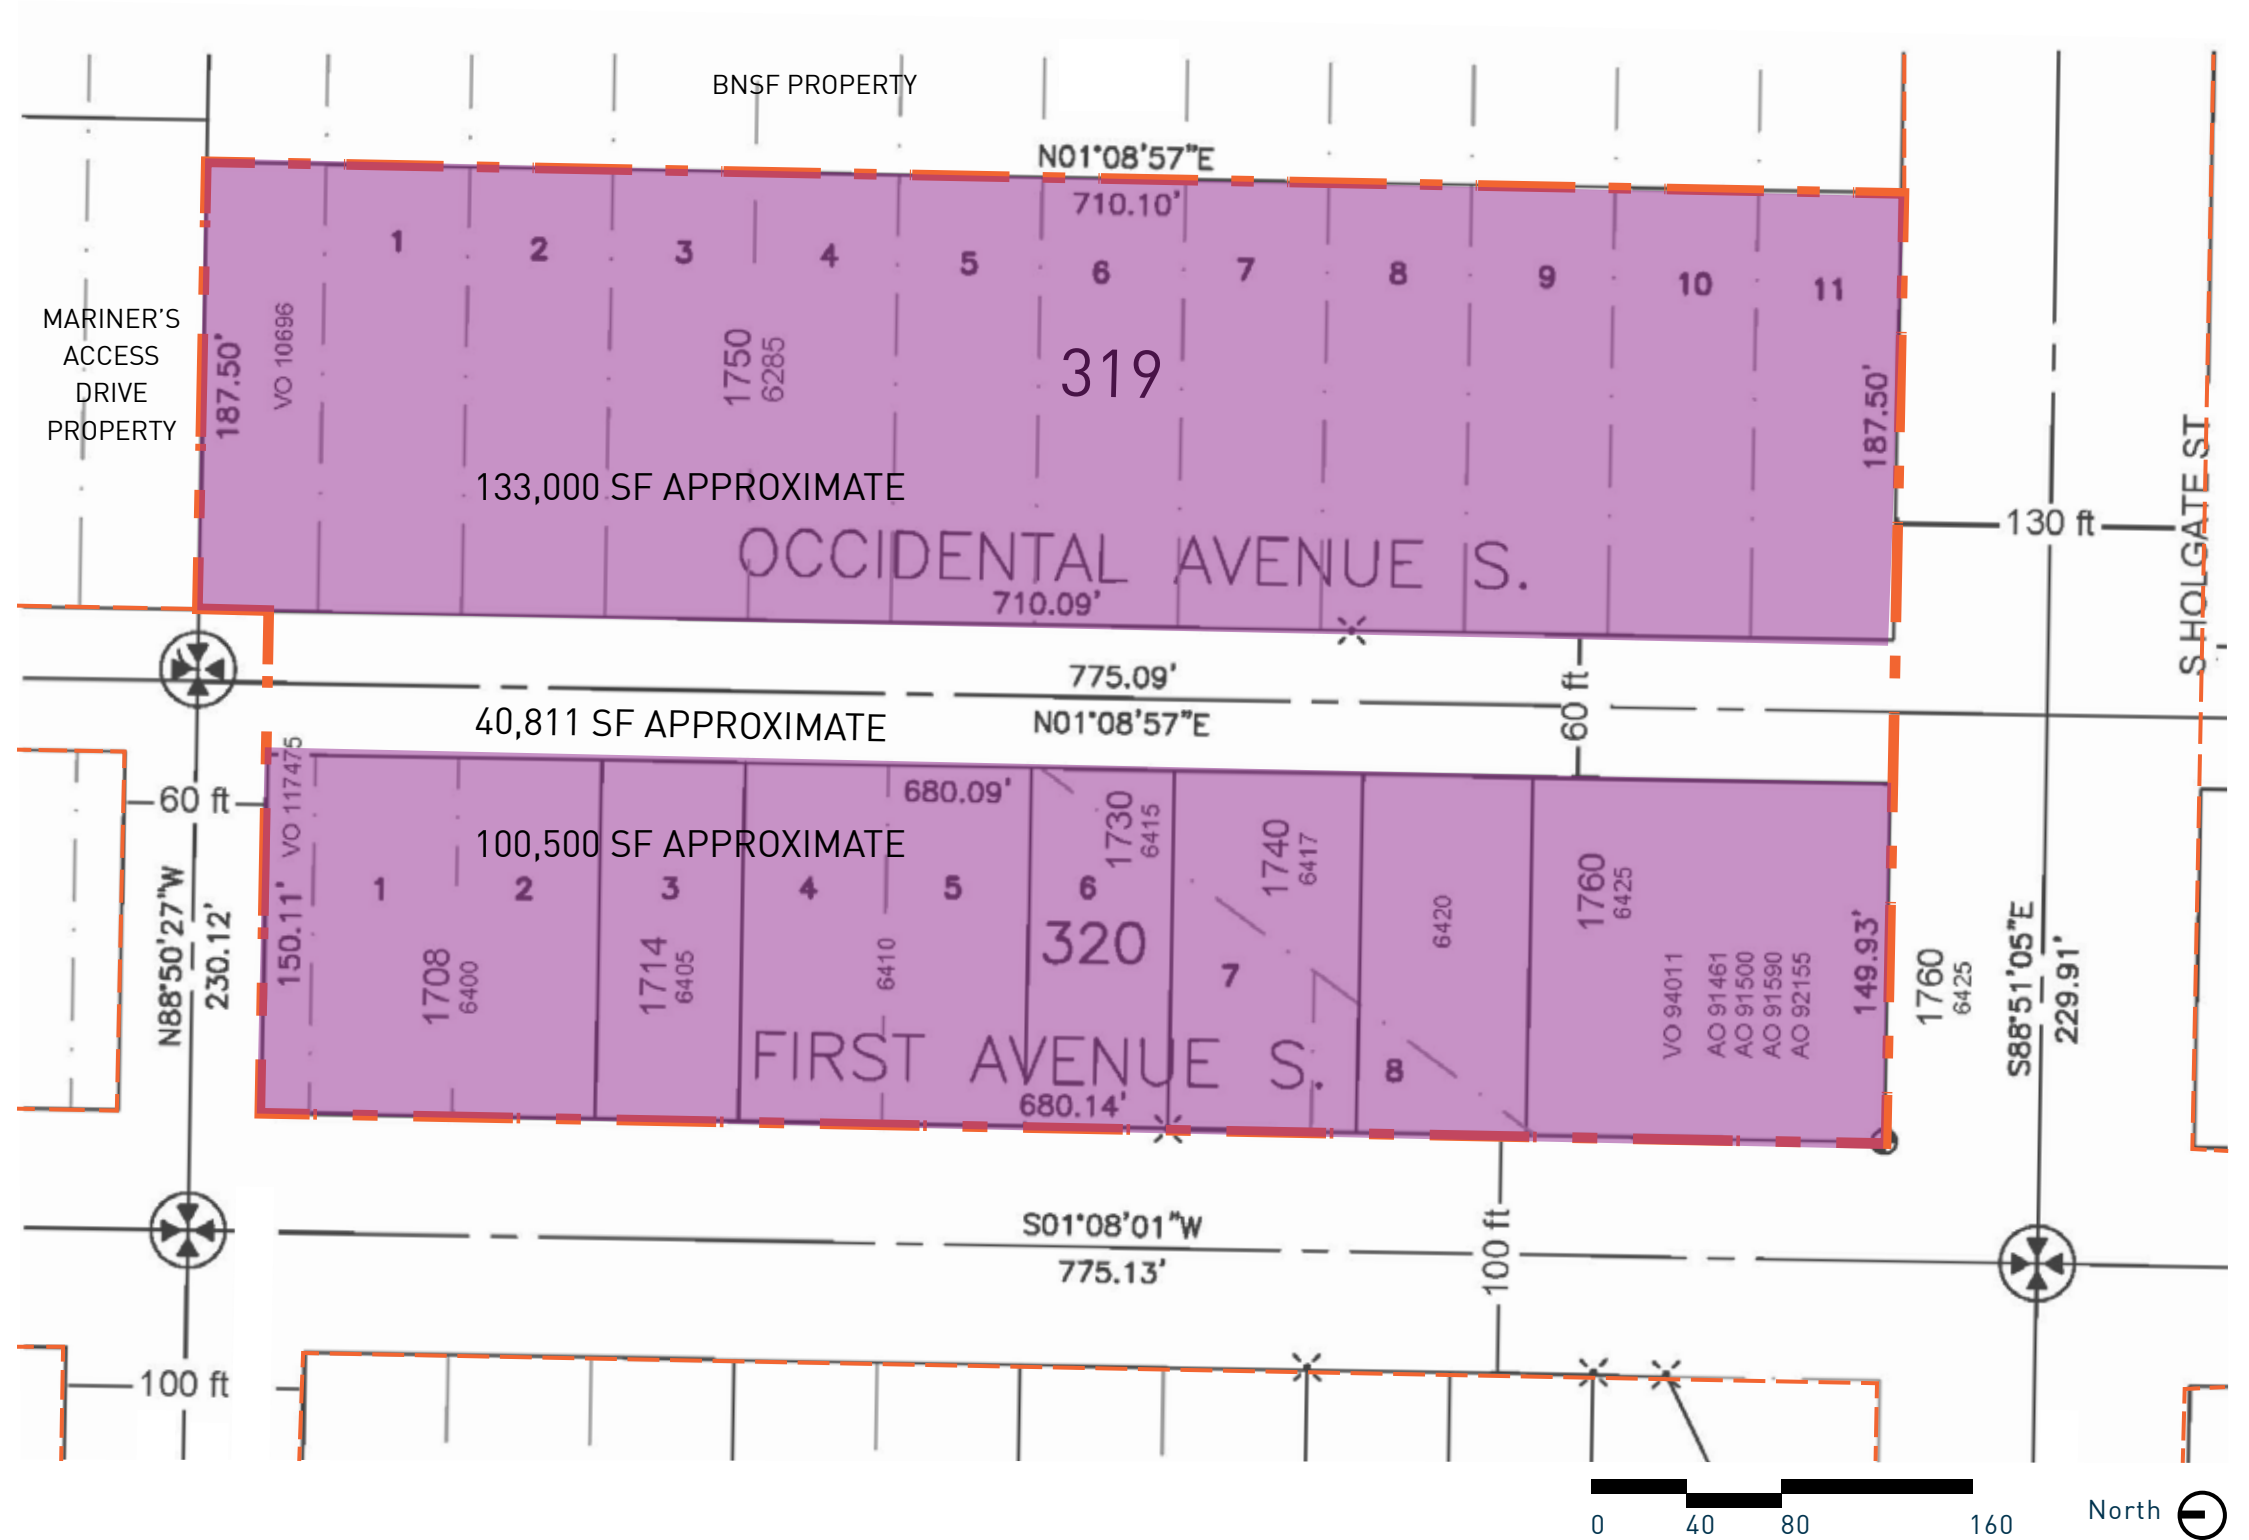 BNSF PROPERTY
N01°08'57"E
710.10'
1
2
3
4
5
6
7
8
9
10
11
MARINER'S
ACCESS
DRIVE
PROPERTY
187.50'
VO 10696
1750
6285
319
187.50'
133,000 SF APPROXIMATE
OCCIDENTAL AVENUE S.
710.09'
130 ft
S HOLGATE ST
775.09'
N01°08'57"E
60 ft
40,811 SF APPROXIMATE
60 ft
VO 117475
680.09'
100,500 SF APPROXIMATE
1
2
3
4
5
6
7
8
1730
6415
1740
6417
6420
1760
6425
N88°50'27"W
230.12'
150.11'
1708
6400
1714
6405
6410
320
VO 94011
AO 91461
AO 91500
AO 91590
AO 92155
149.93'
1760
6425
S88°51'05"E
229.91'
FIRST AVENUE S.
680.14'
S01°08'01"W
775.13'
100 ft
100 ft
0 40 80 160
North